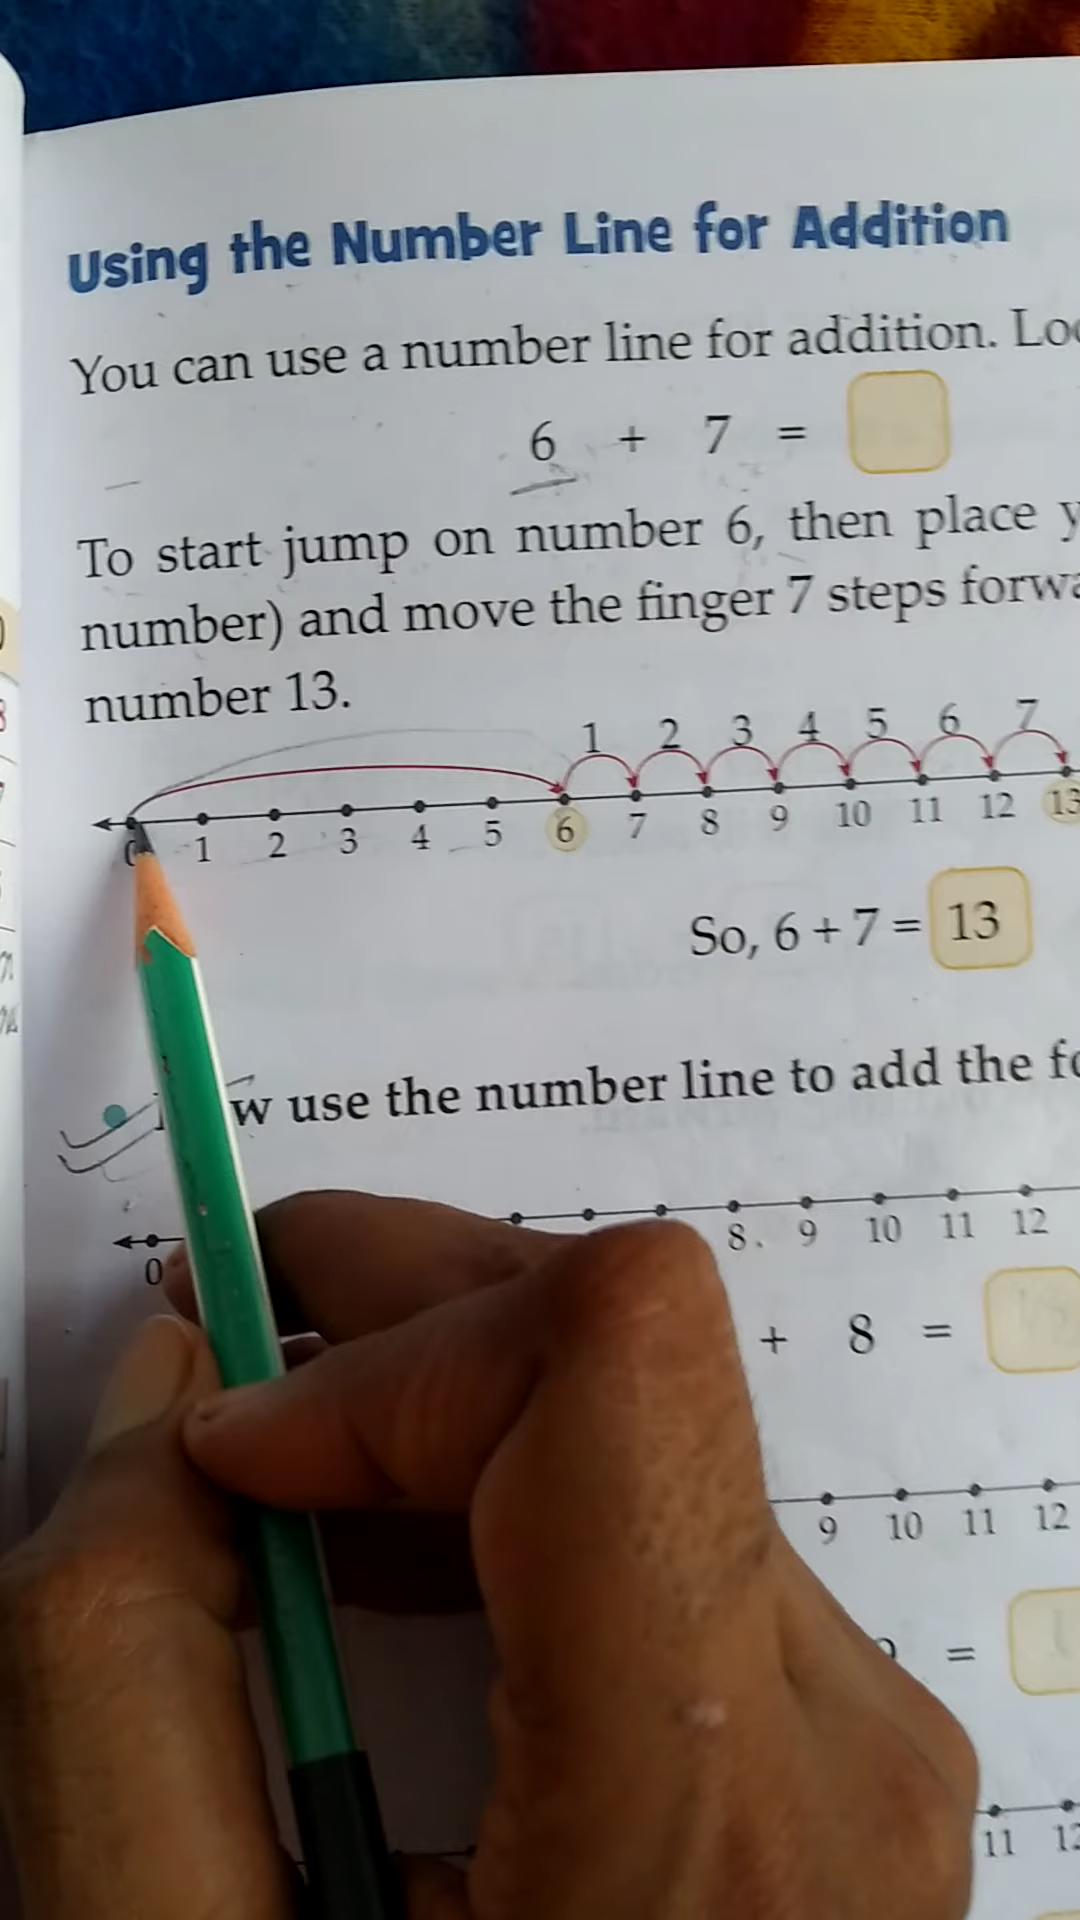 Using the Number Line for Addition
You can use a number line for addition.
6 + 7 =
To start jump on number 6, then place
number) and move the finger 7 steps
number 13.
1 2 3 4 5 6 7
0 1 2 3 4 5 6 7 8 9 10 11 12 13
So, 6 + 7 = 13
use the number line to add the
0 8 9 10 11 12
+ 8 =
9 10 11 12
=
11